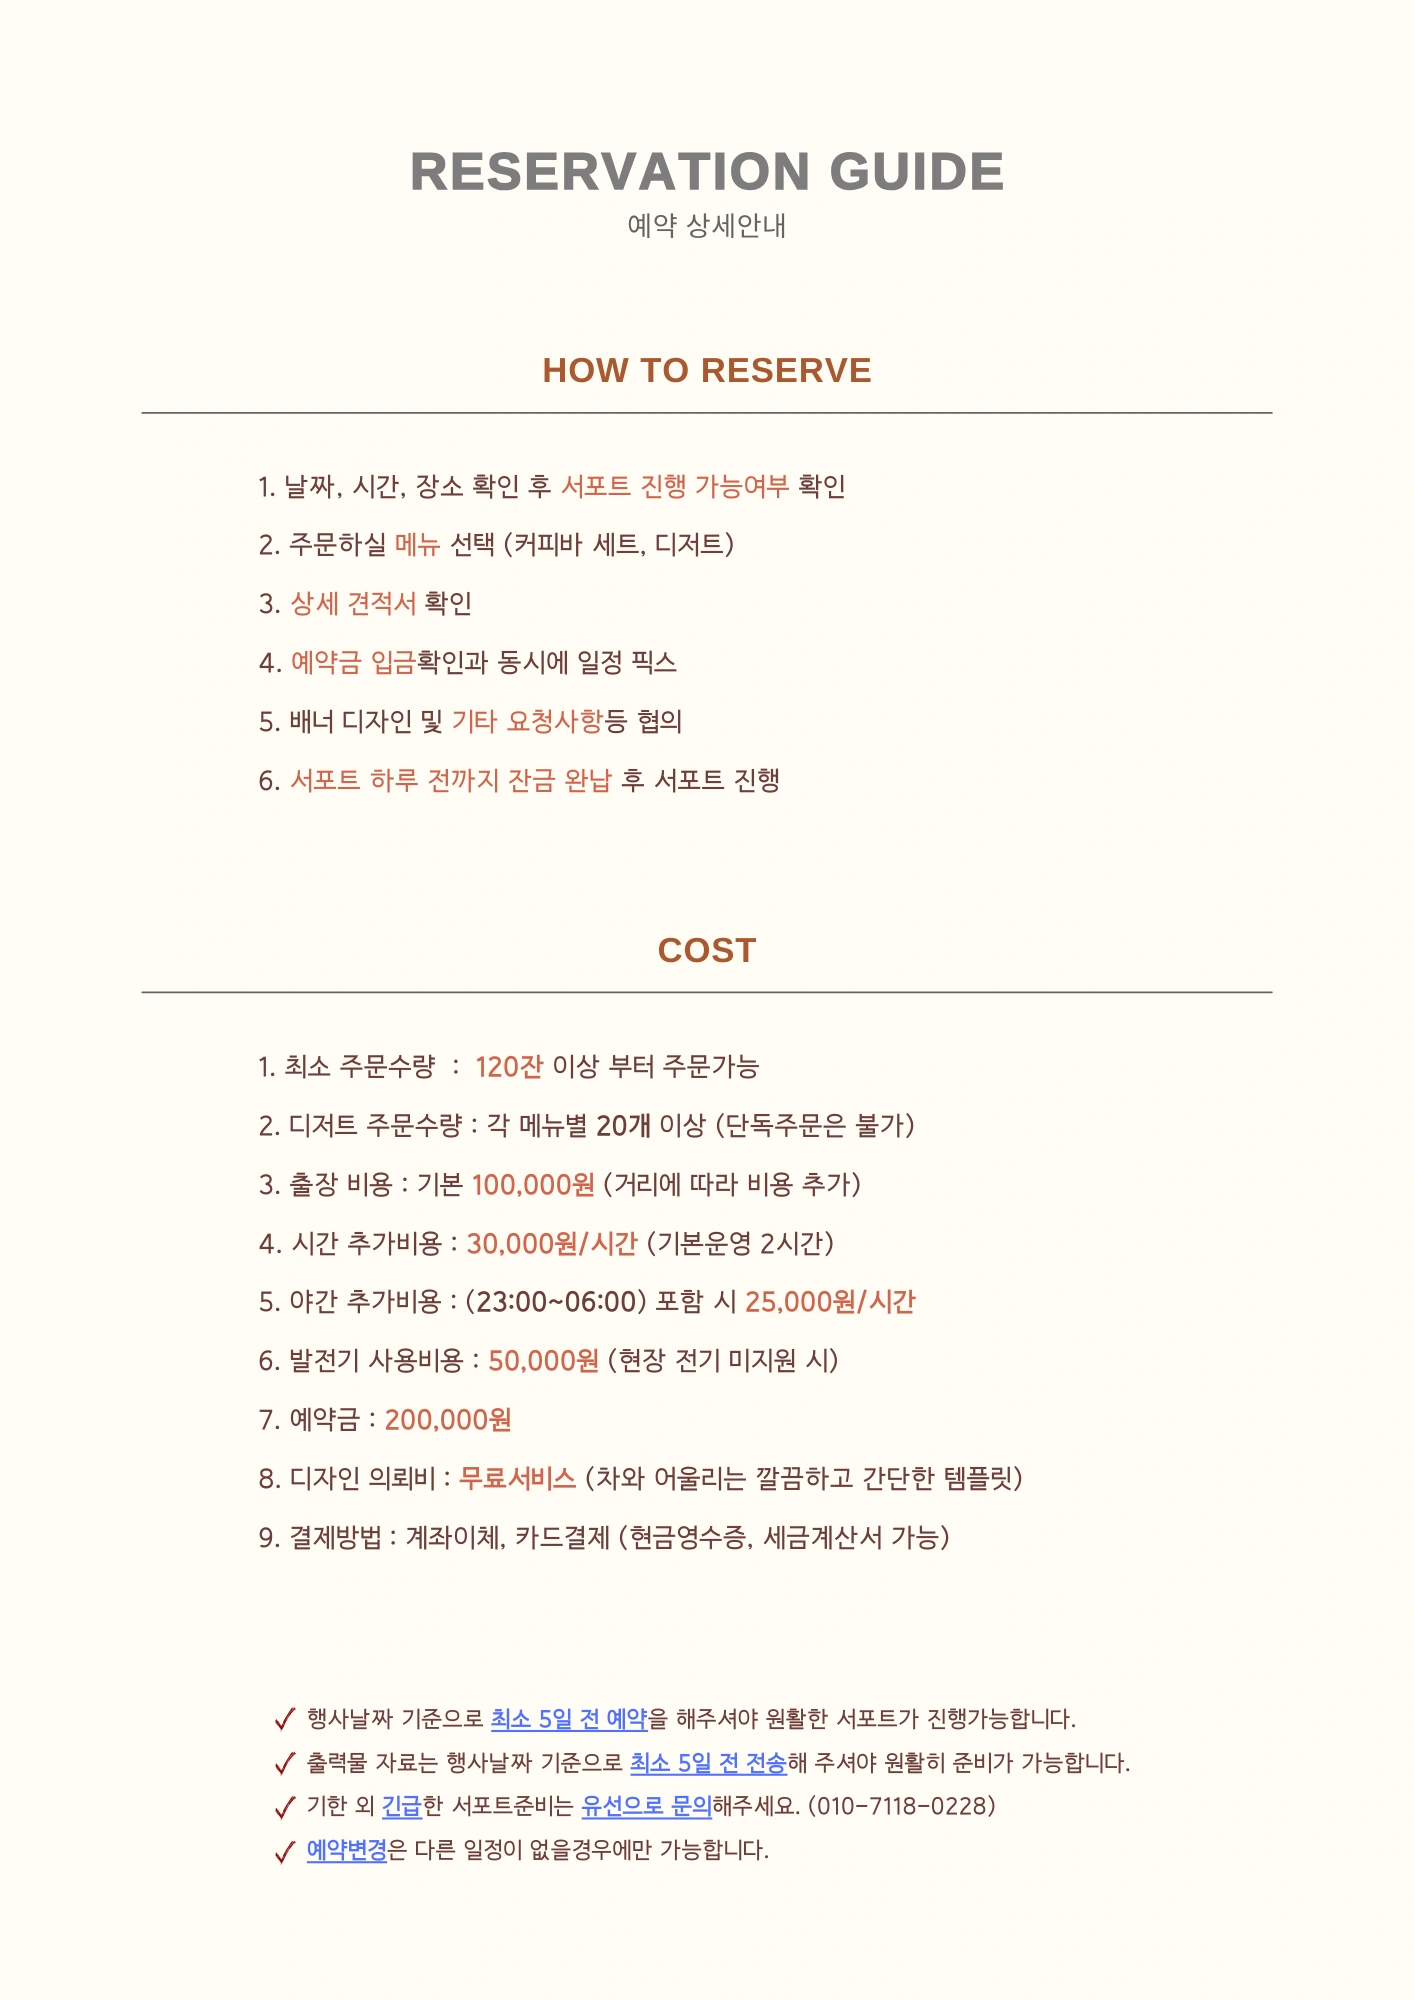 RESERVATION GUIDE
예약 상세안내
HOW TO RESERVE
1. 날짜, 시간, 장소 확인 후 서포트 진행 가능여부 확인
2. 주문하실 메뉴 선택 (커피바 세트, 디저트)
3. 상세 견적서 확인
4. 예약금 입금확인과 동시에 일정 픽스
5. 배너 디자인 및 기타 요청사항등 협의
6. 서포트 하루 전까지 잔금 완납 후 서포트 진행
COST
1. 최소 주문수량 : 120잔 이상 부터 주문가능
2. 디저트 주문수량 : 각 메뉴별 20개 이상 (단독주문은 불가)
3. 출장 비용 : 기본 100,000원 (거리에 따라 비용 추가)
4. 시간 추가비용 : 30,000원/시간 (기본운영 2시간)
5. 야간 추가비용 : (23:00~06:00) 포함 시 25,000원/시간
6. 발전기 사용비용 : 50,000원 (현장 전기 미지원 시)
7. 예약금 : 200,000원
8. 디자인 의뢰비 : 무료서비스 (차와 어울리는 깔끔하고 간단한 템플릿)
9. 결제방법 : 계좌이체, 카드결제 (현금영수증, 세금계산서 가능)
✓ 행사날짜 기준으로 최소 5일 전 예약을 해주셔야 원활한 서포트가 진행가능합니다.
✓ 출력물 자료는 행사날짜 기준으로 최소 5일 전 전송해 주셔야 원활히 준비가 가능합니다.
✓ 기한 외 긴급한 서포트준비는 유선으로 문의해주세요. (010-7118-0228)
✓ 예약변경은 다른 일정이 없을경우에만 가능합니다.